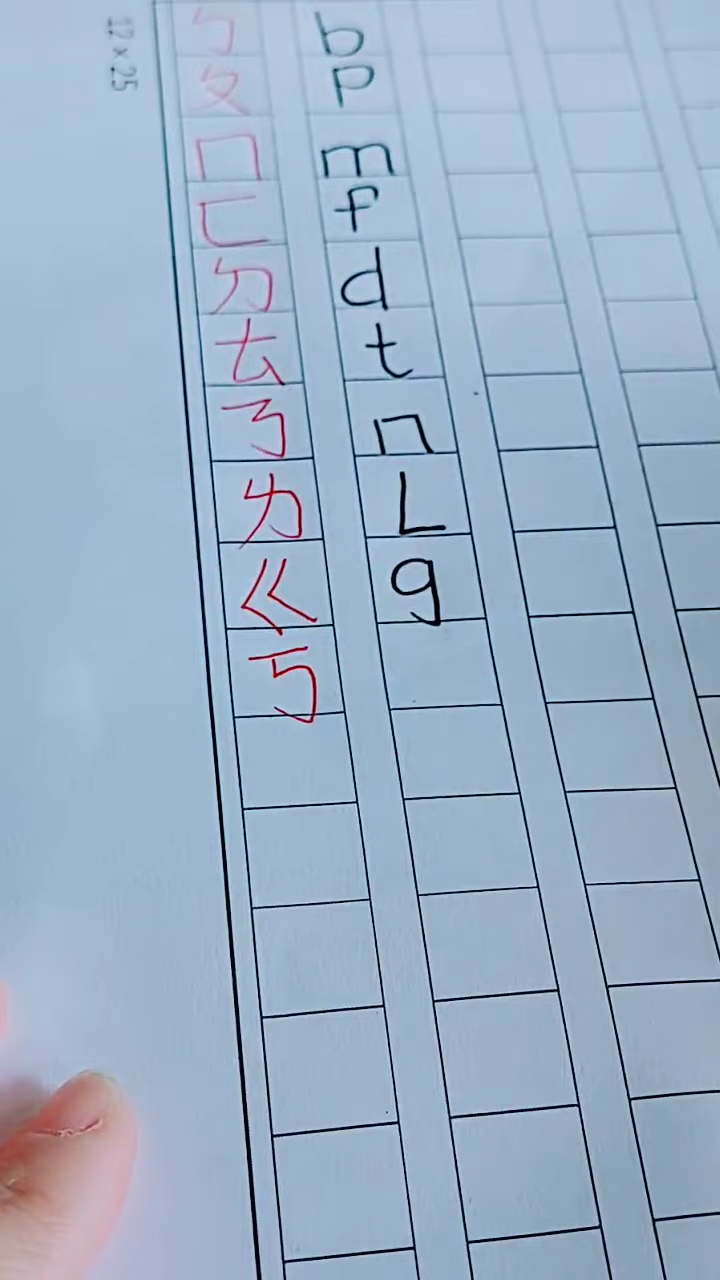 12×25
ㄅ b
ㄆ p
ㄇ m
ㄈ f
ㄉ d
ㄊ t
ㄋ n
ㄌ L
ㄍ g
ㄎ